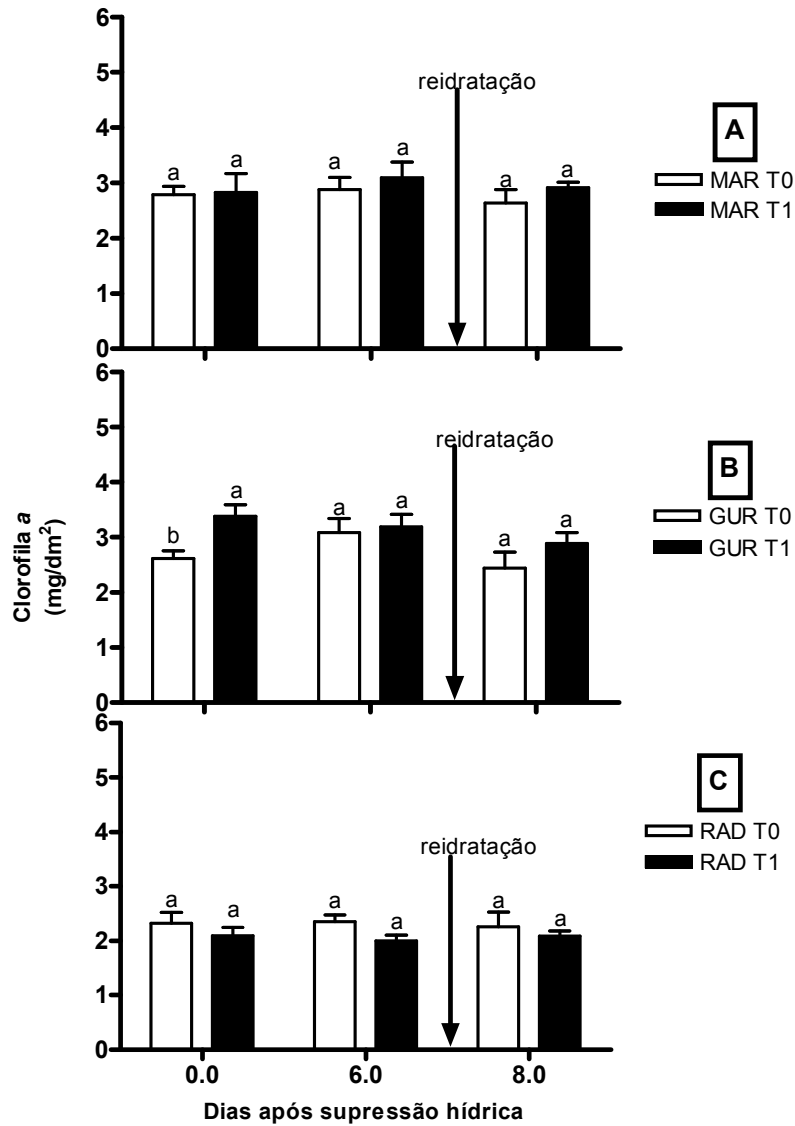 6
5
4
3
2
1
0
reidratação
a
a
a
a
a
a
A
MAR T0
MAR T1
6
5
4
3
2
1
0
reidratação
b
a
a
a
a
a
B
GUR T0
GUR T1
Clorofila a
(mg/dm²)
6
5
4
3
2
1
0
reidratação
a
a
a
a
a
a
C
RAD T0
RAD T1
0.0 6.0 8.0
Dias após supressão hídrica